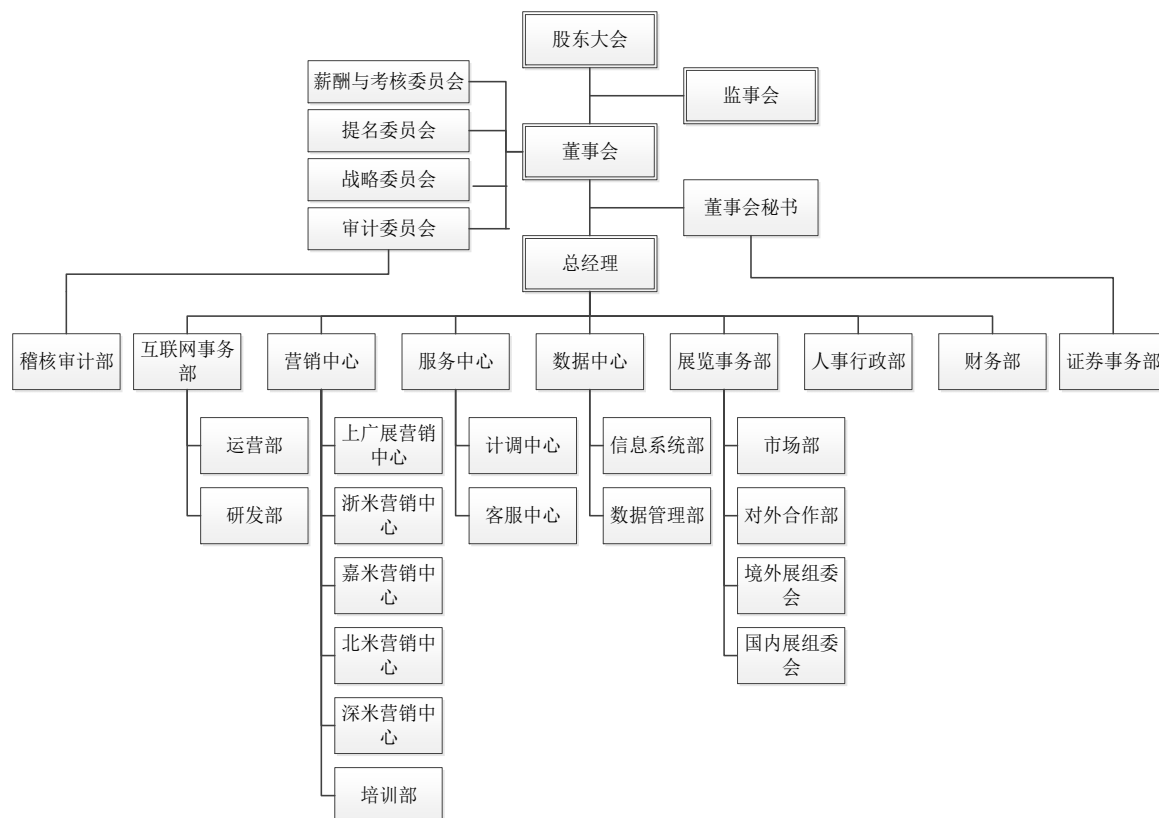 股东大会
薪酬与考核委员会
监事会
提名委员会
董事会
战略委员会
董事会秘书
审计委员会
总经理
稽核审计部
互联网事务
部
营销中心
服务中心
数据中心
展览事务部
人事行政部
财务部
证券事务部
运营部
上广展营销
中心
计调中心
信息系统部
市场部
研发部
浙米营销中
心
客服中心
数据管理部
对外合作部
嘉米营销中
心
境外展组委
会
北米营销中
心
国内展组委
会
深米营销中
心
培训部